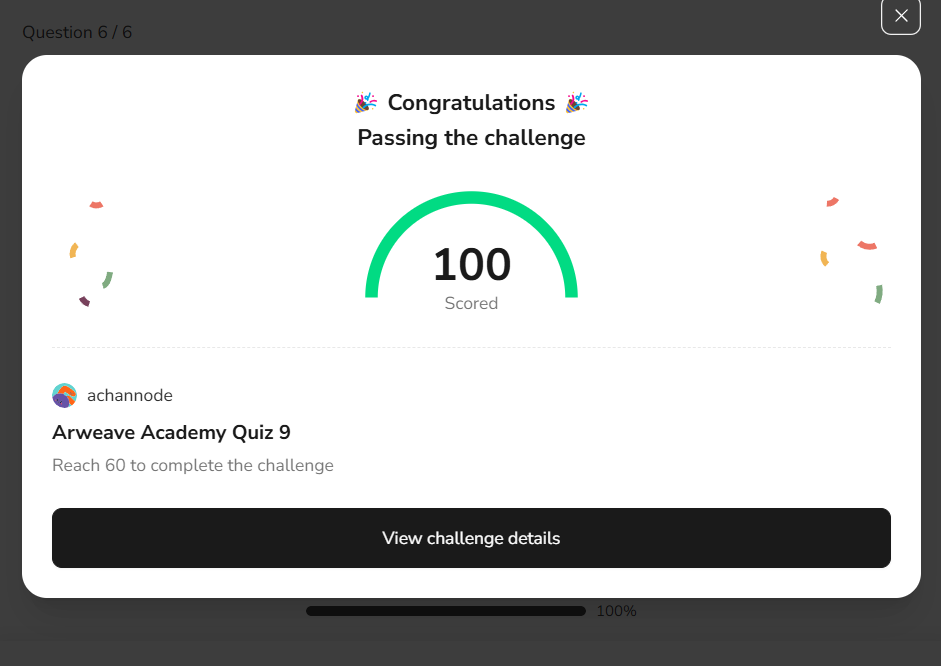 Question 6 / 6
🎉 Congratulations 🎉
Passing the challenge
100
Scored
achannode
Arweave Academy Quiz 9
Reach 60 to complete the challenge
View challenge details
100%